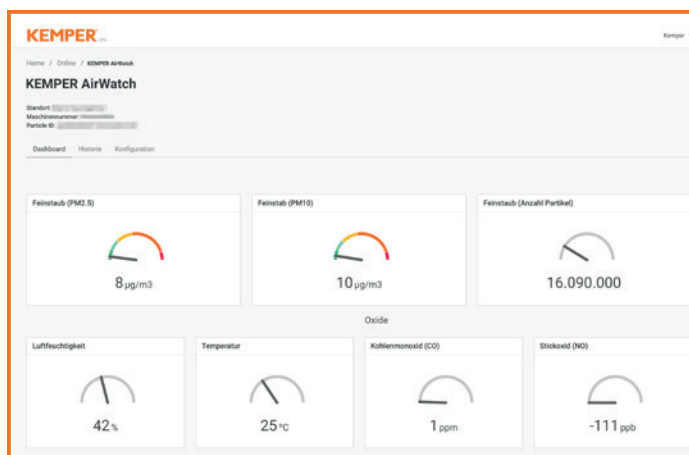 KEMPER
Kemper
Home / Online / KEMPER AirWatch
KEMPER AirWatch
Standort:
Maschinennummer:
Particle ID:
Dashboard Historie Konfiguration
Feinstaub (PM2.5) Feinstab (PM10) Feinstaub (Anzahl Partikel)
8 µg/m3 10 µg/m3 16.090.000
Oxide
Luftfeuchtigkeit Temperatur Kohlenmonoxid (CO) Stickoxid (NO)
42 % 25 °C 1 ppm -111 ppb